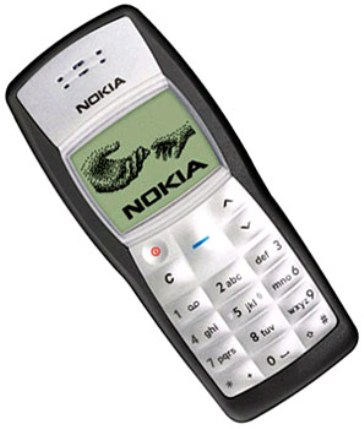 NOKIA
NOKIA
C
1
2 abc
def 3
4 ghi
5 jkl
mno 6
7 pqrs
8 tuv
wxyz 9
*
0
#